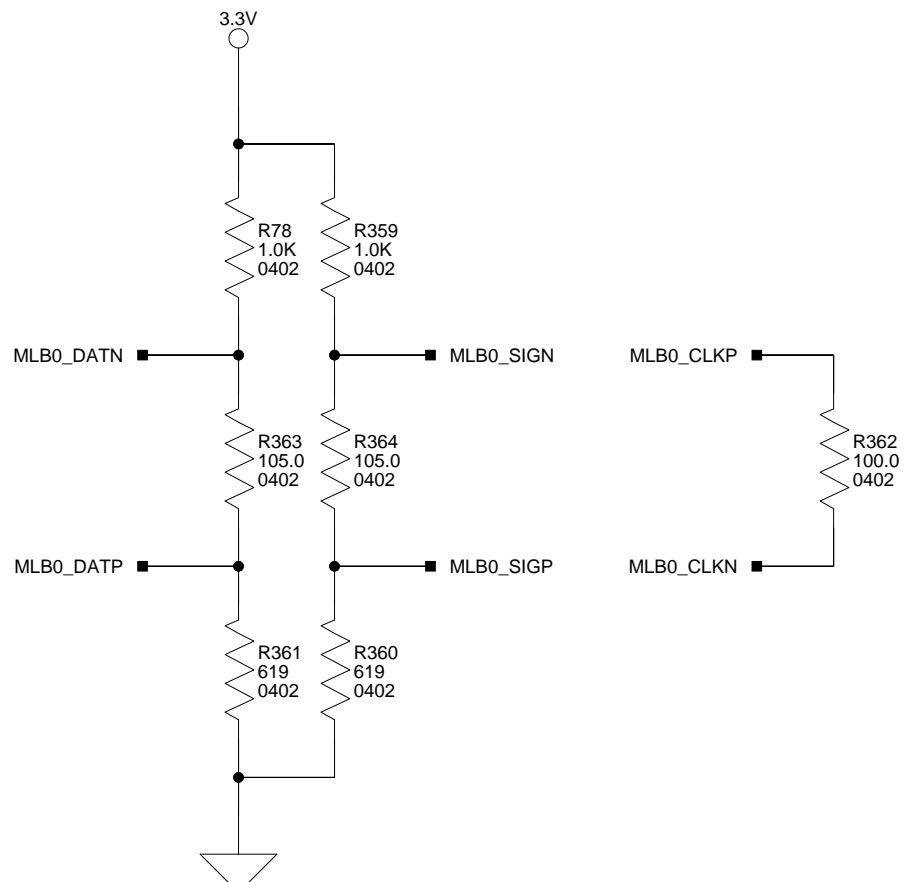 3.3V
R78
1.0K
0402
R359
1.0K
0402
MLB0_DATN
MLB0_SIGN
MLB0_CLKP
R363
105.0
0402
R364
105.0
0402
R362
100.0
0402
MLB0_DATP
MLB0_SIGP
MLB0_CLKN
R361
619
0402
R360
619
0402